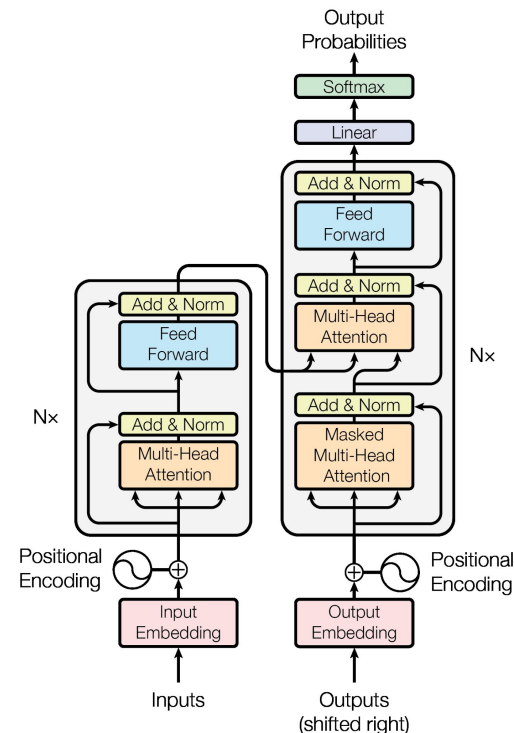 Output
Probabilities
Softmax
Linear
Add & Norm
Feed
Forward
Add & Norm
Multi-Head
Attention
Add & Norm
Masked
Multi-Head
Attention
Nx
Add & Norm
Feed
Forward
Add & Norm
Multi-Head
Attention
Nx
Positional
Encoding
Positional
Encoding
Input
Embedding
Output
Embedding
Inputs
Outputs
(shifted right)